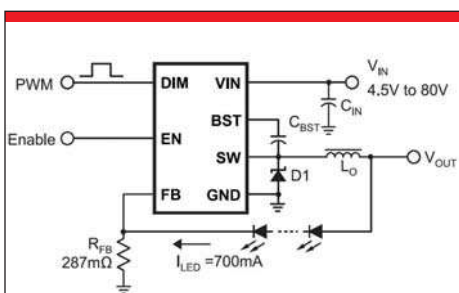 PWM
DIM
VIN
V_IN
4.5V to 80V
C_IN
BST
C_BST
Enable
EN
SW
L_O
V_OUT
D1
FB
GND
R_FB
287mΩ
I_LED =700mA